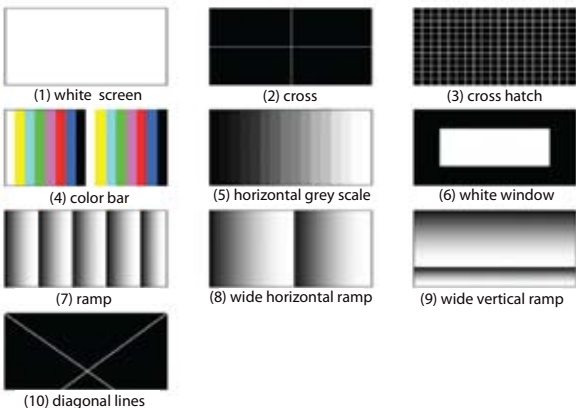 (1) white screen
(2) cross
(3) cross hatch
(4) color bar
(5) horizontal grey scale
(6) white window
(7) ramp
(8) wide horizontal ramp
(9) wide vertical ramp
(10) diagonal lines